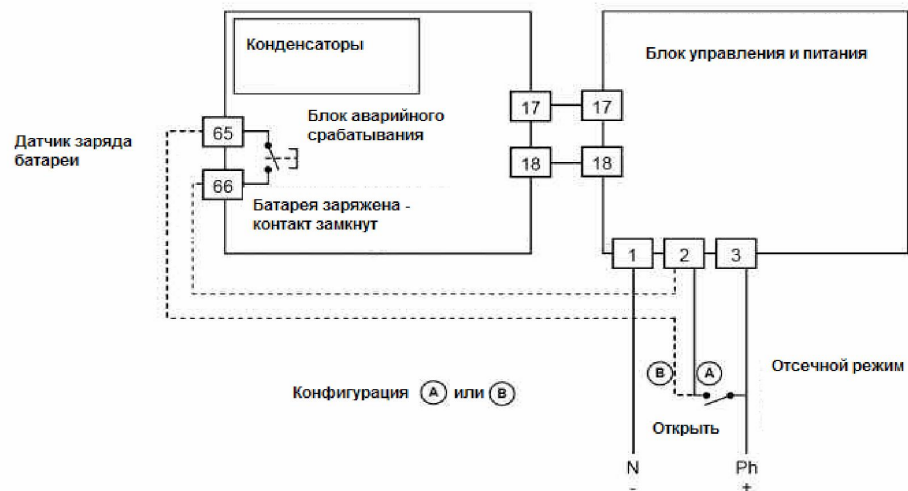 Конденсаторы
Блок управления и питания
Блок аварийного
срабатывания
Датчик заряда
батареи
65
66
17
17
18
18
Батарея заряжена -
контакт замкнут
1
2
3
B
A
Отсечной режим
Конфигурация A или B
Открыть
N
-
Ph
+